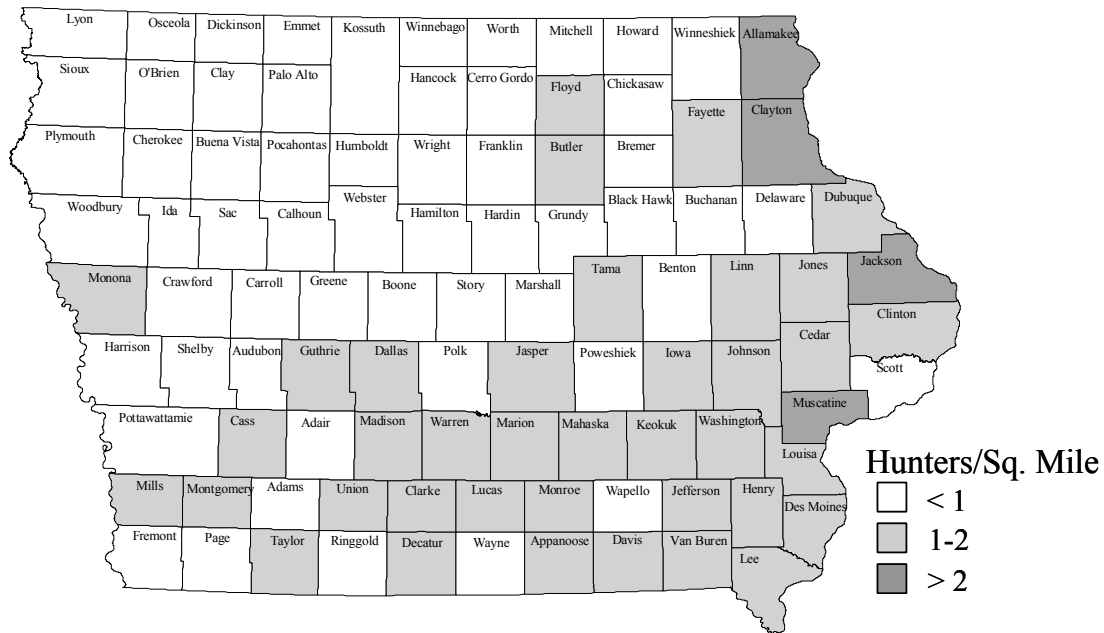 Lyon Osceola Dickinson Emmet Kossuth Winnebago Worth Mitchell Howard Winneshiek Allamakee
Sioux O'Brien Clay Palo Alto Hancock Cerro Gordo Floyd Chickasaw Fayette Clayton
Plymouth Cherokee Buena Vista Pocahontas Humboldt Wright Franklin Butler Bremer
Woodbury Ida Sac Calhoun Webster Hamilton Hardin Grundy Black Hawk Buchanan Delaware Dubuque
Monona Crawford Carroll Greene Boone Story Marshall Tama Benton Linn Jones Jackson
Clinton
Harrison Shelby Audubon Guthrie Dallas Polk Jasper Poweshiek Iowa Johnson Cedar
Scott
Muscatine
Pottawattamie Cass Adair Madison Warren Marion Mahaska Keokuk Washington
Louisa
Mills Montgomery Adams Union Clarke Lucas Monroe Wapello Jefferson Henry
Des Moines
Fremont Page Taylor Ringgold Decatur Wayne Appanoose Davis Van Buren Lee
Hunters/Sq. Mile
< 1
1-2
> 2